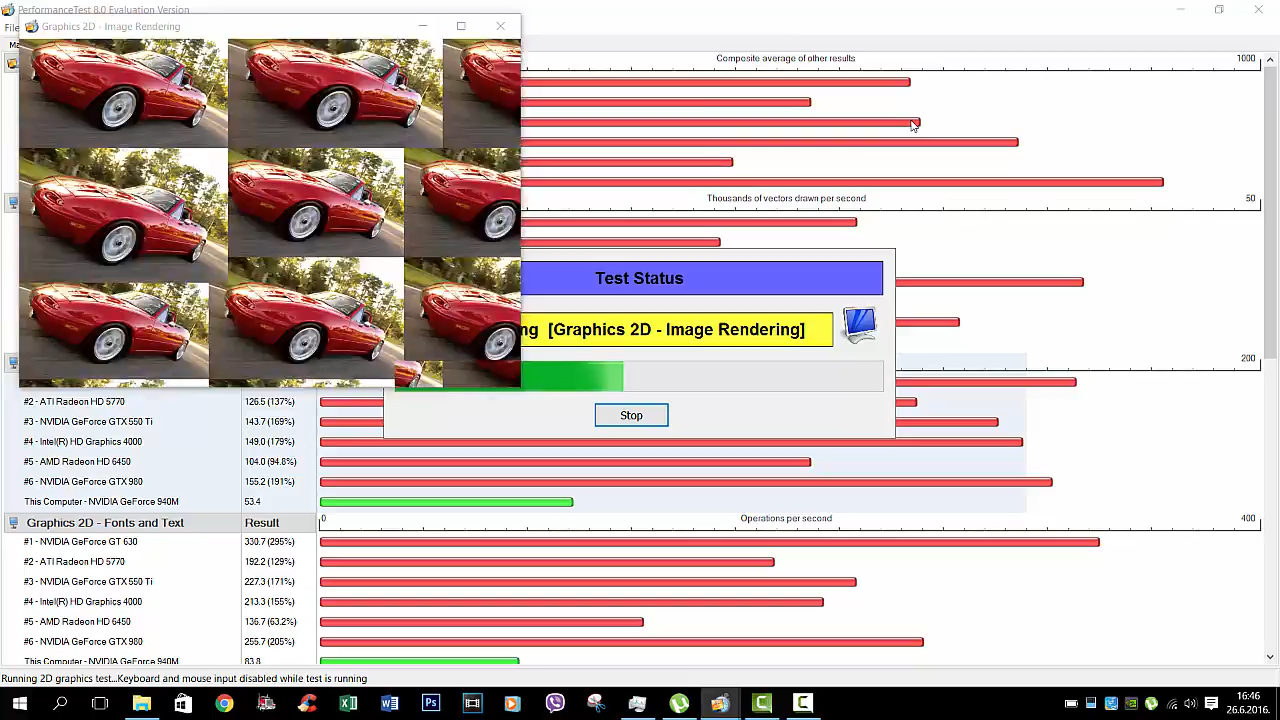 PerformanceTest 8.0 Evaluation Version
Graphics 2D - Image Rendering
Composite average of other results
1000
Thousands of vectors drawn per second
50
Test Status
[Graphics 2D - Image Rendering]
200
Stop
#2 - ATI Radeon HD 5770 126.5 (137%)
#3 - NVIDIA GeForce GTX 550 Ti 143.7 (169%)
#4 - Intel(R) HD Graphics 4000 149.0 (179%)
#5 - AMD Radeon HD 6450 104.0 (94.8%)
#6 - NVIDIA GeForce GTX 980 155.2 (191%)
This Computer - NVIDIA GeForce 940M 53.4
Graphics 2D - Fonts and Text Result 0 Operations per second 400
#1 - NVIDIA GeForce GT 630 330.7 (295%)
#2 - ATI Radeon HD 5770 192.2 (129%)
#3 - NVIDIA GeForce GTX 550 Ti 227.3 (171%)
#4 - Intel(R) HD Graphics 4000 213.3 (155%)
#5 - AMD Radeon HD 6450 136.7 (63.2%)
#6 - NVIDIA GeForce GTX 980 255.7 (205%)
This Computer - NVIDIA GeForce 940M 83.8
Running 2D graphics test...Keyboard and mouse input disabled while test is running
16:46
26.6.2016.